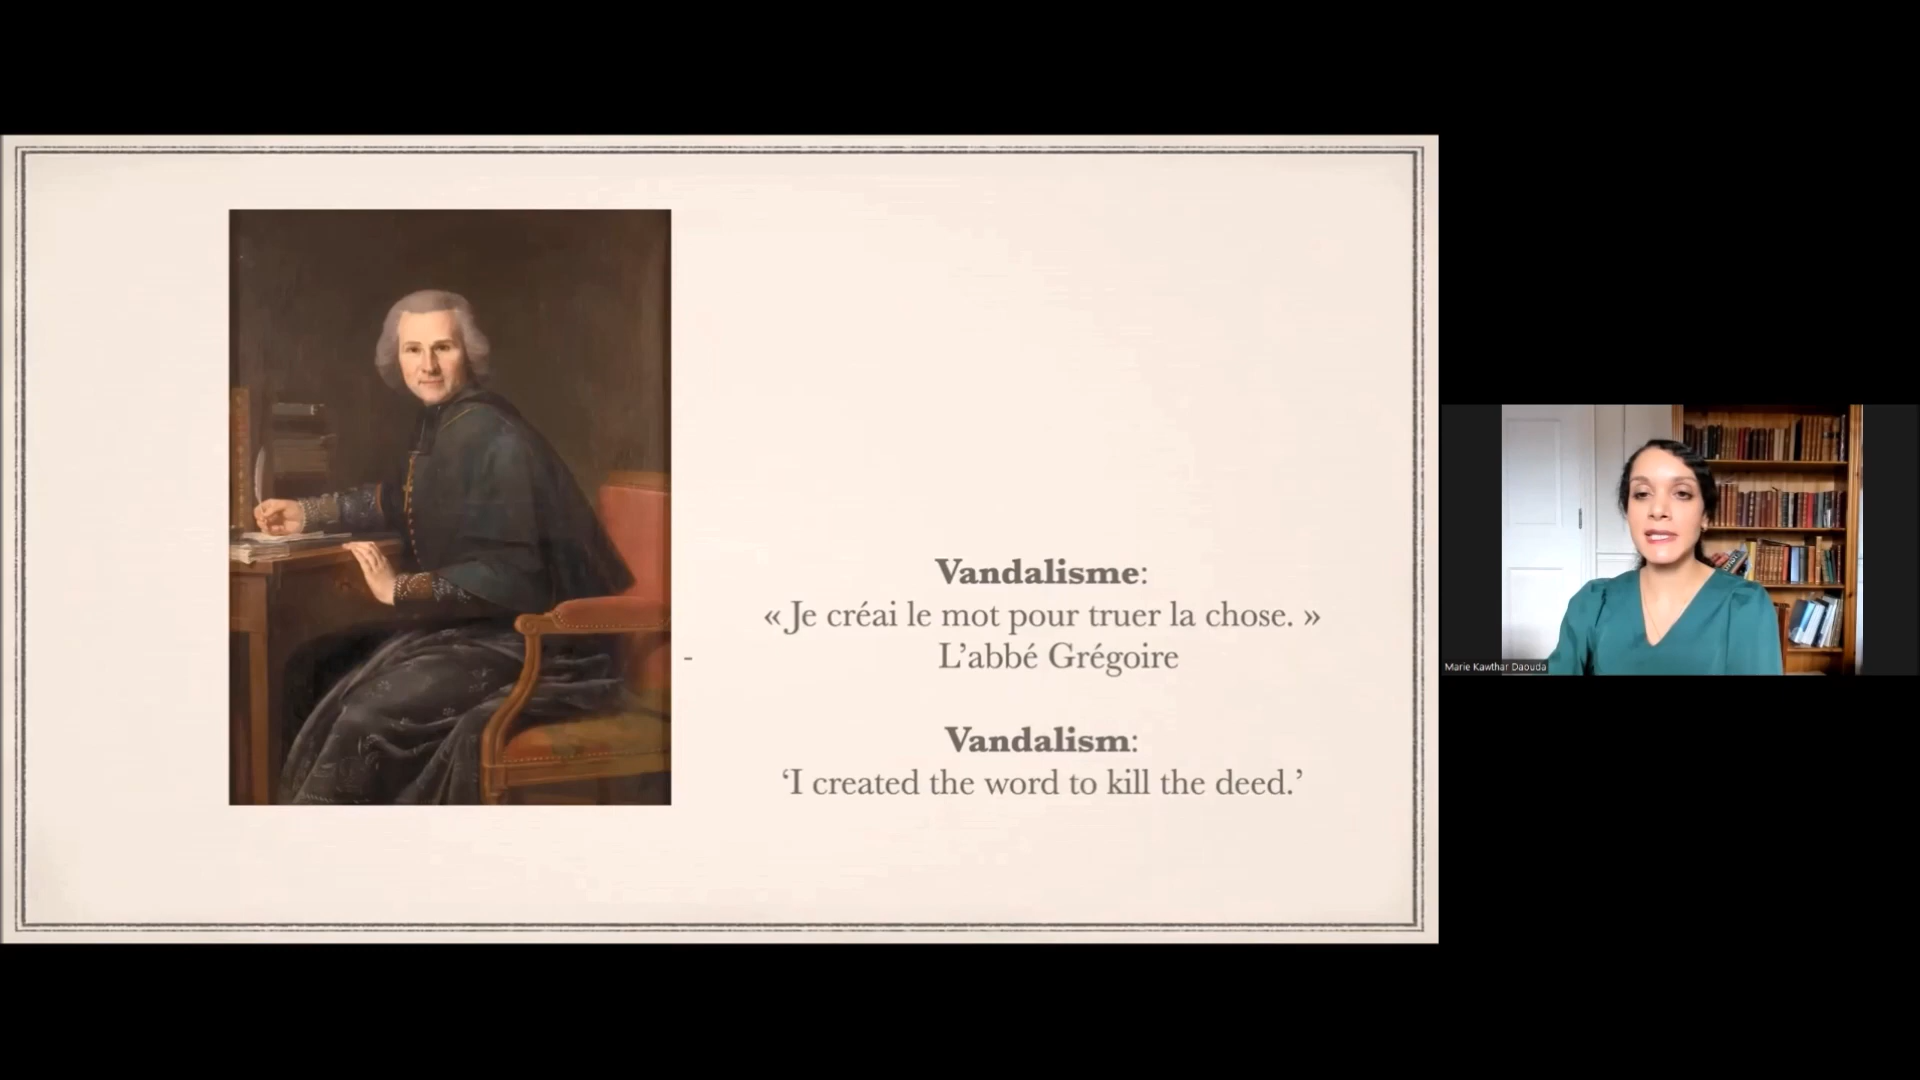 Vandalisme:
« Je créai le mot pour truer la chose. »
- L'abbé Grégoire
Vandalism:
‘I created the word to kill the deed.’
Marie Kawthar Daouda